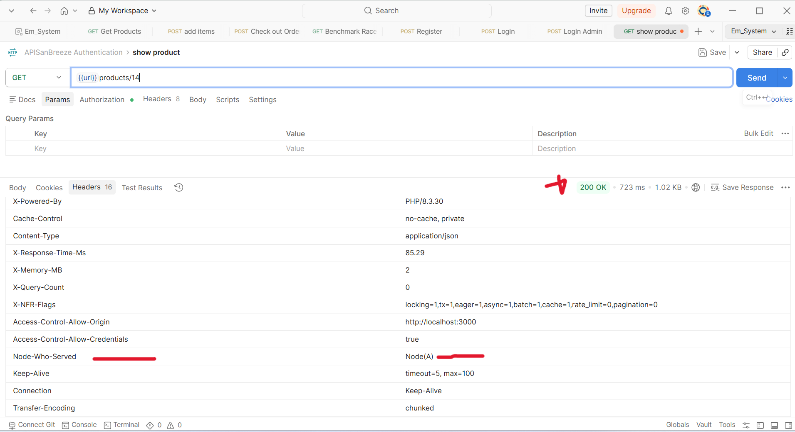 My Workspace
Search
Invite
Upgrade
Em_System
GET Get Products
POST add items
POST Check out Orde
GET Benchmark Race
POST Register
POST Login
POST Login Admin
GET show produc
Em_System
APISanBreeze Authentication > show product
Save
Share
GET
{{url}} products/14
Send
Docs
Params
Authorization
Headers 8
Body
Scripts
Settings
Cookies
Query Params
Key Value Description Bulk Edit
Key Value Description
Body Cookies Headers 16 Test Results
200 OK • 723 ms • 1.02 KB
Save Response
X-Powered-By PHP/8.3.30
Cache-Control no-cache, private
Content-Type application/json
X-Response-Time-Ms 85.29
X-Memory-MB 2
X-Query-Count 0
X-NFR-Flags locking=1,tx=1,eager=1,async=1,batch=1,cache=1,rate_limit=0,pagination=0
Access-Control-Allow-Origin http://localhost:3000
Access-Control-Allow-Credentials true
Node-Who-Served Node(A)
Keep-Alive timeout=5, max=100
Connection Keep-Alive
Transfer-Encoding chunked
Connect Git Console Terminal 0 0
Globals Vault Tools